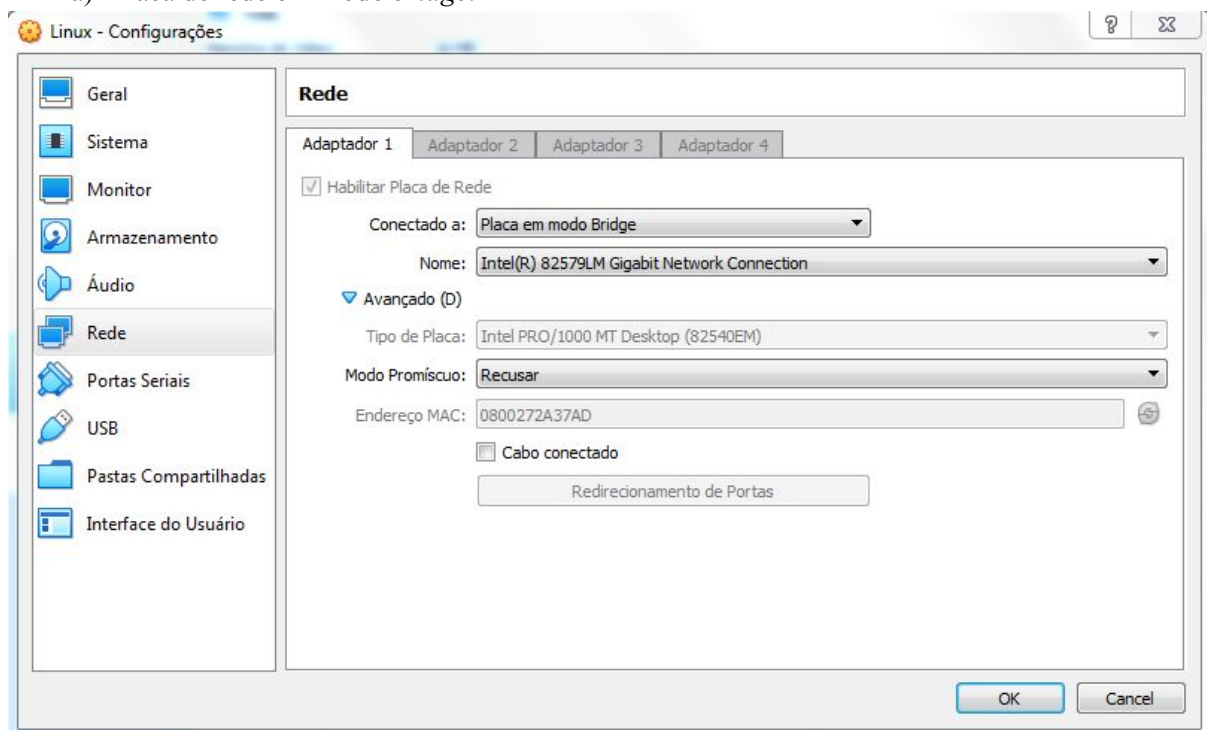 Linux - Configurações
Geral
Sistema
Monitor
Armazenamento
Áudio
Rede
Portas Seriais
USB
Pastas Compartilhadas
Interface do Usuário
Rede
Adaptador 1 Adaptador 2 Adaptador 3 Adaptador 4
Habilitar Placa de Rede
Conectado a: Placa em modo Bridge
Nome: Intel(R) 82579LM Gigabit Network Connection
Avançado (D)
Tipo de Placa: Intel PRO/1000 MT Desktop (82540EM)
Modo Promíscuo: Recusar
Endereço MAC: 0800272A37AD
Cabo conectado
Redirecionamento de Portas
OK Cancel